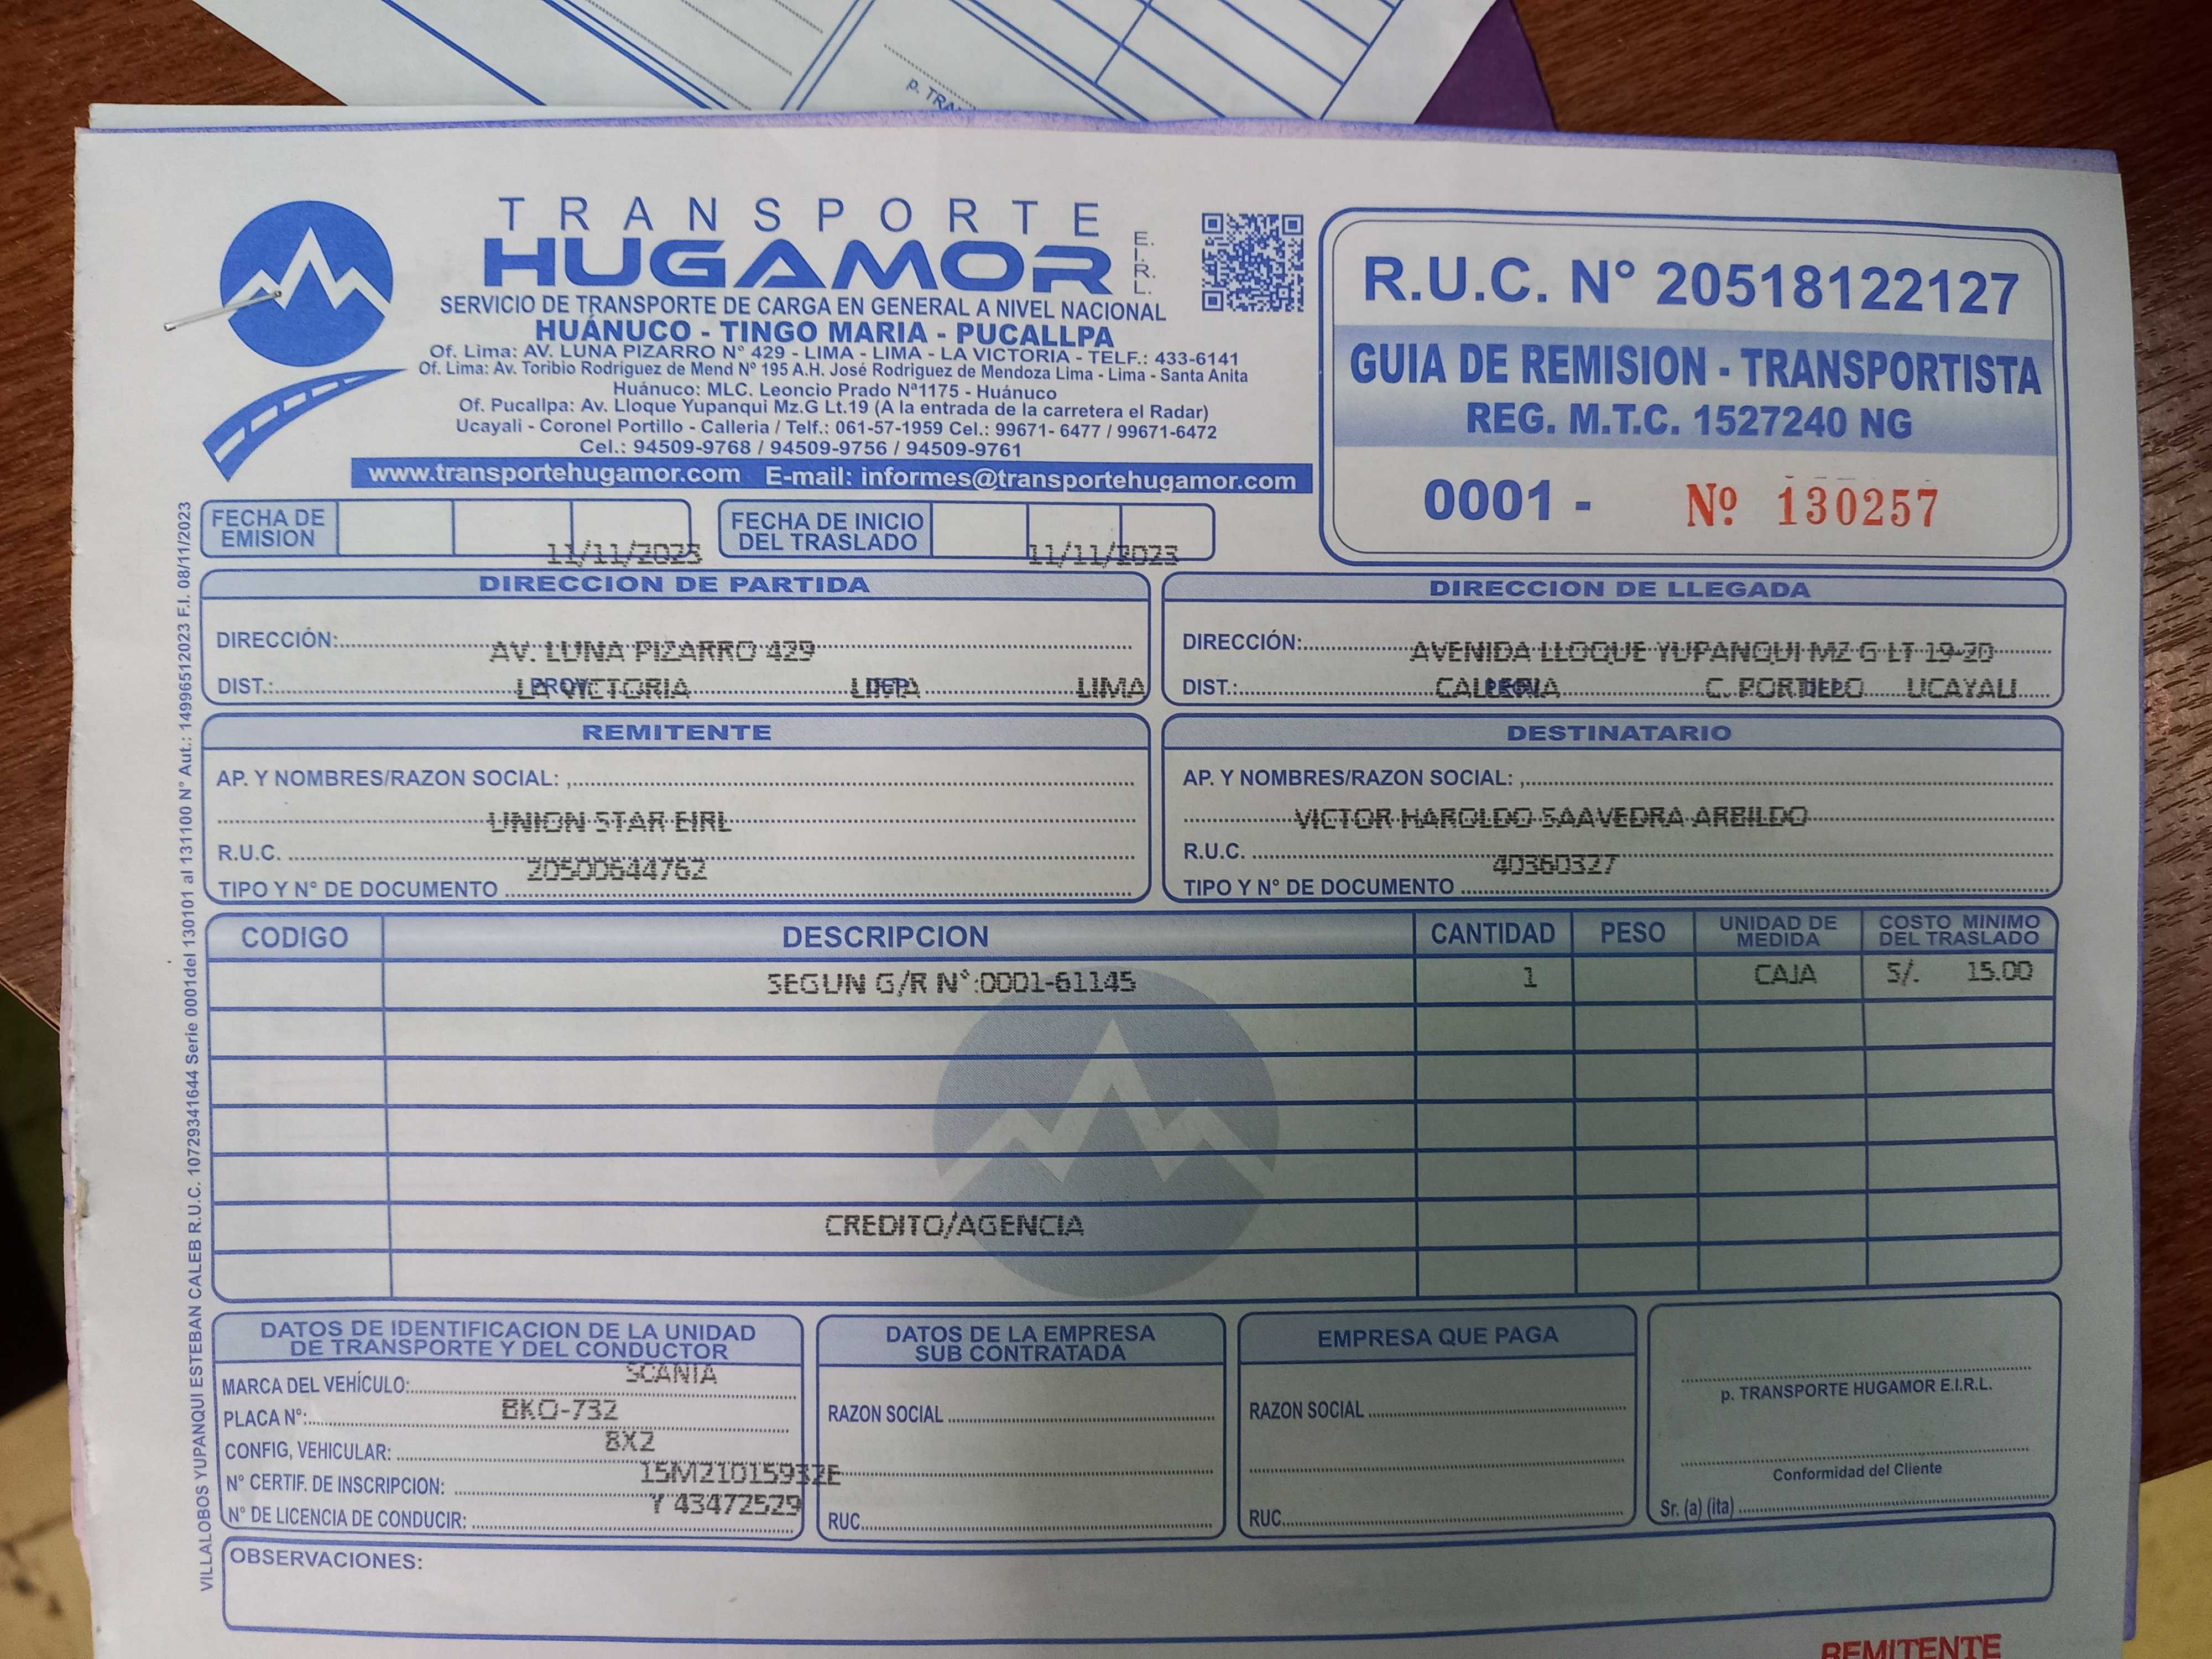 p. TRA
TRANSPORTE
HUGAMOR E.I.R.L.
SERVICIO DE TRANSPORTE DE CARGA EN GENERAL A NIVEL NACIONAL
HUÁNUCO - TINGO MARIA - PUCALLPA
Of. Lima: AV. LUNA PIZARRO Nº 429 - LIMA - LIMA - LA VICTORIA - TELF.: 433-6141
Of. Lima: Av. Toribio Rodriguez de Mend Nº 195 A.H. José Rodriguez de Mendoza Lima - Lima - Santa Anita
Huánuco: MLC. Leoncio Prado Nª1175 - Huánuco
Of. Pucallpa: Av. Lloque Yupanqui Mz.G Lt.19 (A la entrada de la carretera el Radar)
Ucayali - Coronel Portillo - Calleria / Telf.: 061-57-1959 Cel.: 99671- 6477 / 99671-6472
Cel.: 94509-9768 / 94509-9756 / 94509-9761
www.transportehugamor.com E-mail: informes@transportehugamor.com
R.U.C. N° 20518122127
GUIA DE REMISION - TRANSPORTISTA
REG. M.T.C. 1527240 NG
0001 - Nº 130257
FECHA DE EMISION 11/11/2023
FECHA DE INICIO DEL TRASLADO 11/11/2023
DIRECCION DE PARTIDA
DIRECCIÓN: AV. LUNA PIZARRO 429
DIST.: LA VICTORIA PROV. LIMA DEP. LIMA
DIRECCION DE LLEGADA
DIRECCIÓN: AVENIDA LLOQUE YUPANQUI MZ G LT 19-20
DIST.: CALLERIA PROV. C. PORTILLO DEP. UCAYALI
REMITENTE
AP. Y NOMBRES/RAZON SOCIAL: ,
UNION STAR EIRL
R.U.C. 20500644762
TIPO Y N° DE DOCUMENTO
DESTINATARIO
AP. Y NOMBRES/RAZON SOCIAL: ,
VICTOR HAROLDO SAAVEDRA ARBILDO
R.U.C. 40360327
TIPO Y N° DE DOCUMENTO
CODIGO DESCRIPCION CANTIDAD PESO UNIDAD DE MEDIDA COSTO MINIMO DEL TRASLADO
SEGUN G/R N°:0001-61145 1 CAJA S/. 15.00
CREDITO/AGENCIA
DATOS DE IDENTIFICACION DE LA UNIDAD
DE TRANSPORTE Y DEL CONDUCTOR
MARCA DEL VEHÍCULO: SCANIA
PLACA N°: BKO-732
CONFIG, VEHICULAR: 8X2
N° CERTIF. DE INSCRIPCION: 15M21015932E
N° DE LICENCIA DE CONDUCIR: Y 43472529
DATOS DE LA EMPRESA
SUB CONTRATADA
RAZON SOCIAL
RUC
EMPRESA QUE PAGA
RAZON SOCIAL
RUC
p. TRANSPORTE HUGAMOR E.I.R.L.
Conformidad del Cliente
Sr. (a) (ita)
OBSERVACIONES:
REMITENTE
VILLALOBOS YUPANQUI ESTEBAN CALEB R.U.C. 10729341644 Serie 0001del 130101 al 131100 N° Aut.: 14996512023 F.I. 08/11/2023